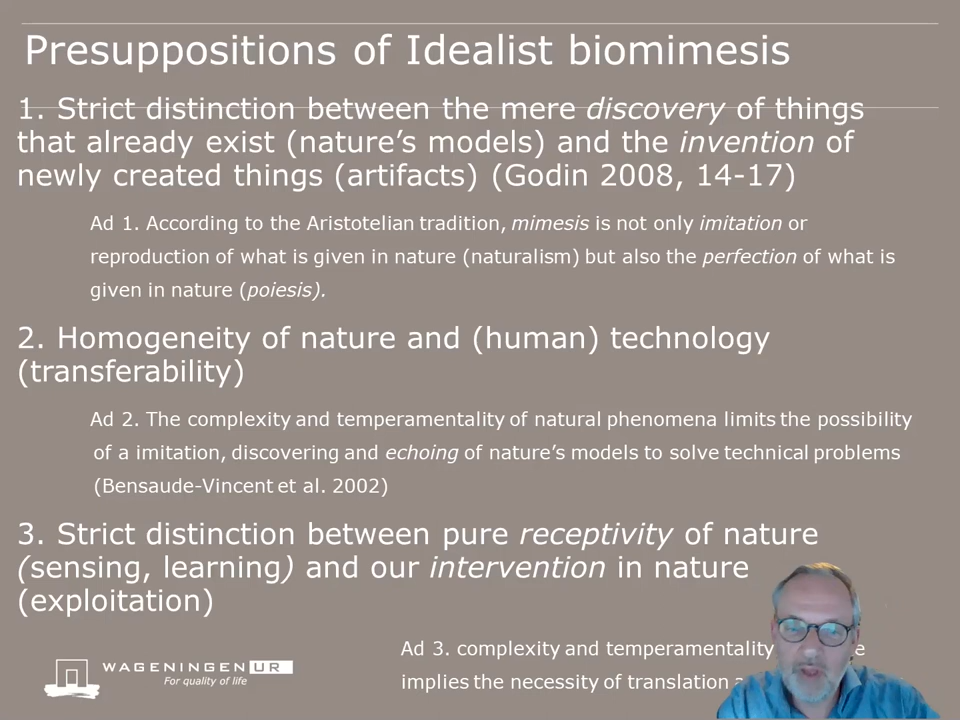 Presuppositions of Idealist biomimesis
1. Strict distinction between the mere discovery of things
that already exist (nature's models) and the invention of
newly created things (artifacts) (Godin 2008, 14-17)
Ad 1. According to the Aristotelian tradition, mimesis is not only imitation or
reproduction of what is given in nature (naturalism) but also the perfection of what is
given in nature (poiesis).
2. Homogeneity of nature and (human) technology
(transferability)
Ad 2. The complexity and temperamentality of natural phenomena limits the possibility
of a imitation, discovering and echoing of nature's models to solve technical problems
(Bensaude-Vincent et al. 2002)
3. Strict distinction between pure receptivity of nature
(sensing, learning) and our intervention in nature
(exploitation)
Ad 3. complexity and temperamentality
implies the necessity of translation
WAGENINGEN UR
For quality of life